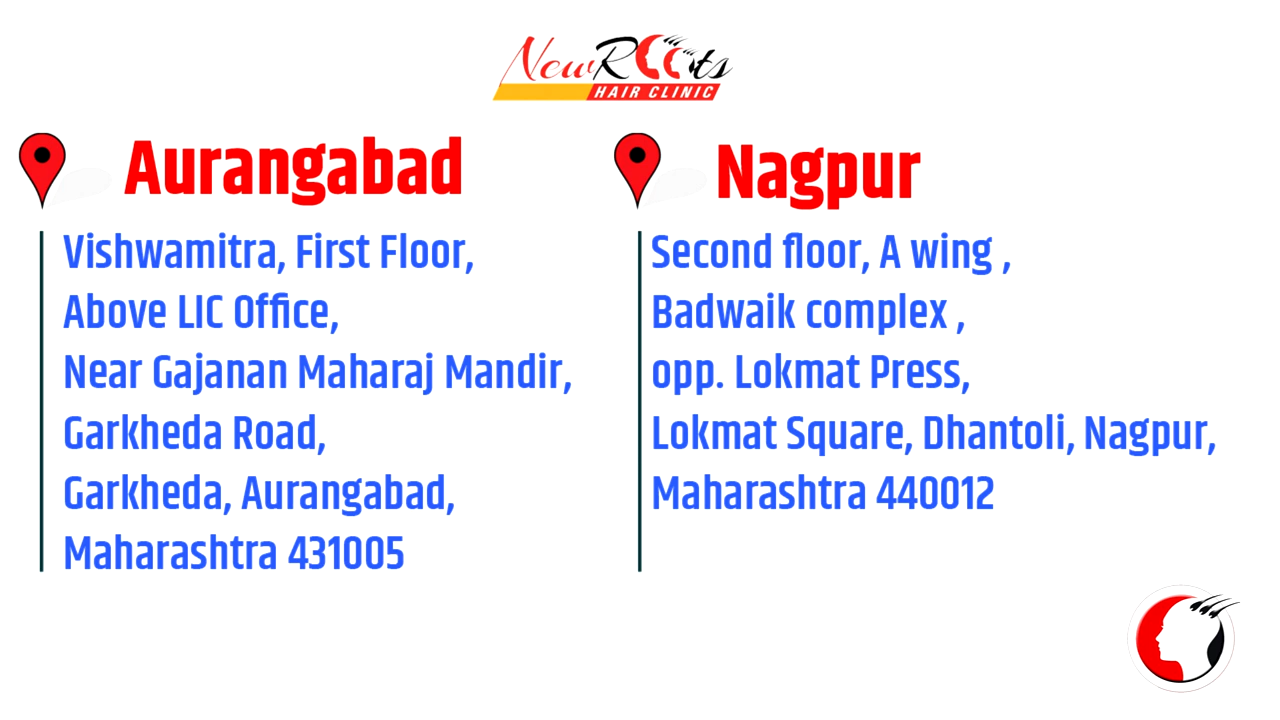 NewRoots
HAIR CLINIC
Aurangabad
Vishwamitra, First Floor,
Above LIC Office,
Near Gajanan Maharaj Mandir,
Garkheda Road,
Garkheda, Aurangabad,
Maharashtra 431005
Nagpur
Second floor, A wing ,
Badwaik complex ,
opp. Lokmat Press,
Lokmat Square, Dhantoli, Nagpur,
Maharashtra 440012